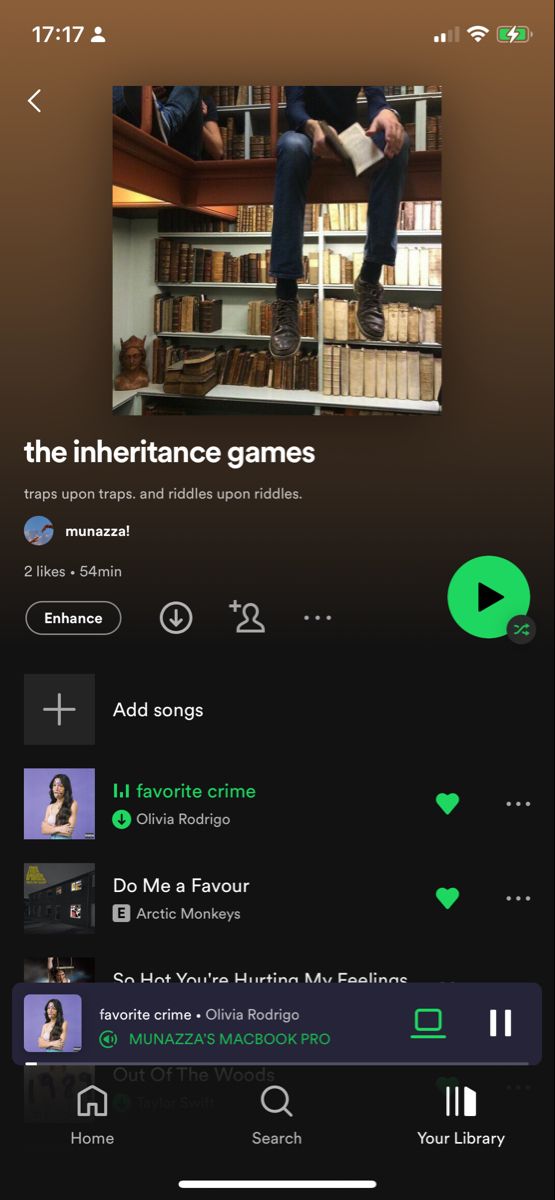 17:17
the inheritance games
traps upon traps. and riddles upon riddles.
munazza!
2 likes • 54min
Enhance
Add songs
favorite crime
Olivia Rodrigo
Do Me a Favour
E Arctic Monkeys
So Hot You're Hurting My Feelings
favorite crime • Olivia Rodrigo
MUNAZZA'S MACBOOK PRO
Out Of The Woods
Taylor Swift
Home
Search
Your Library